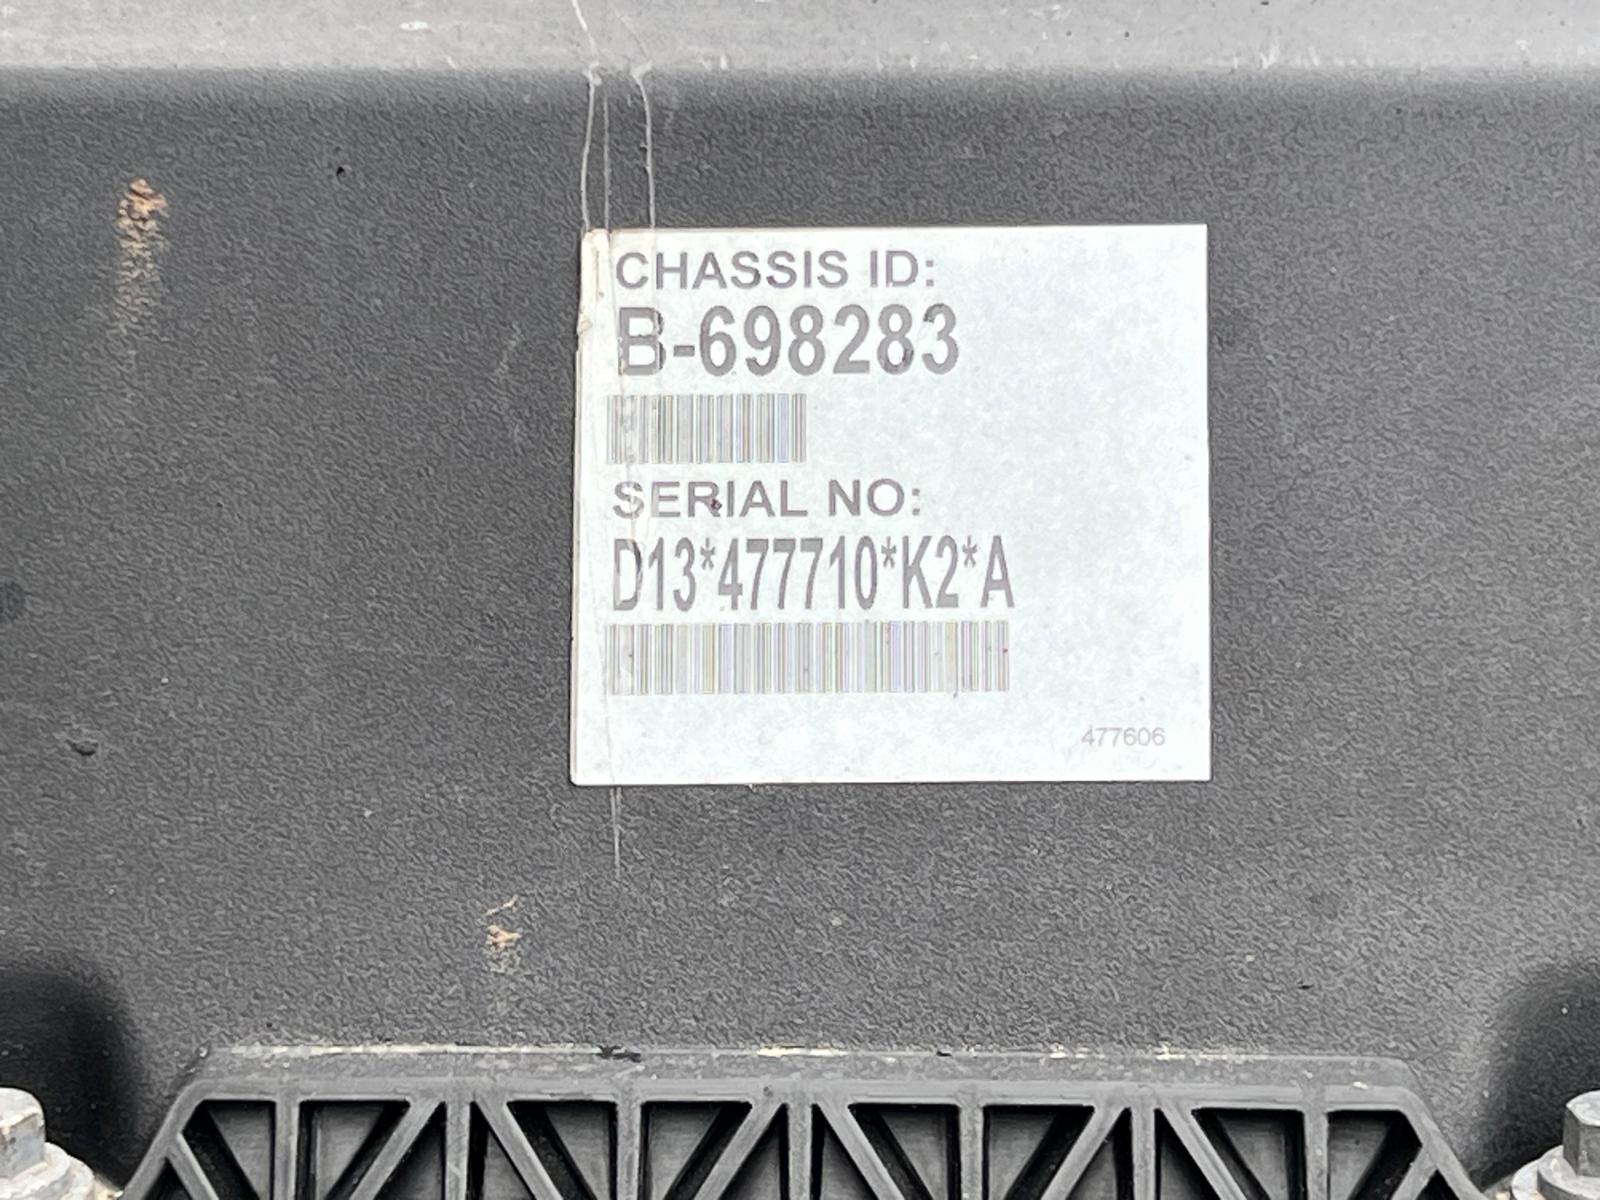 CHASSIS ID:
B-698283
SERIAL NO:
D13*477710*K2*A
477606